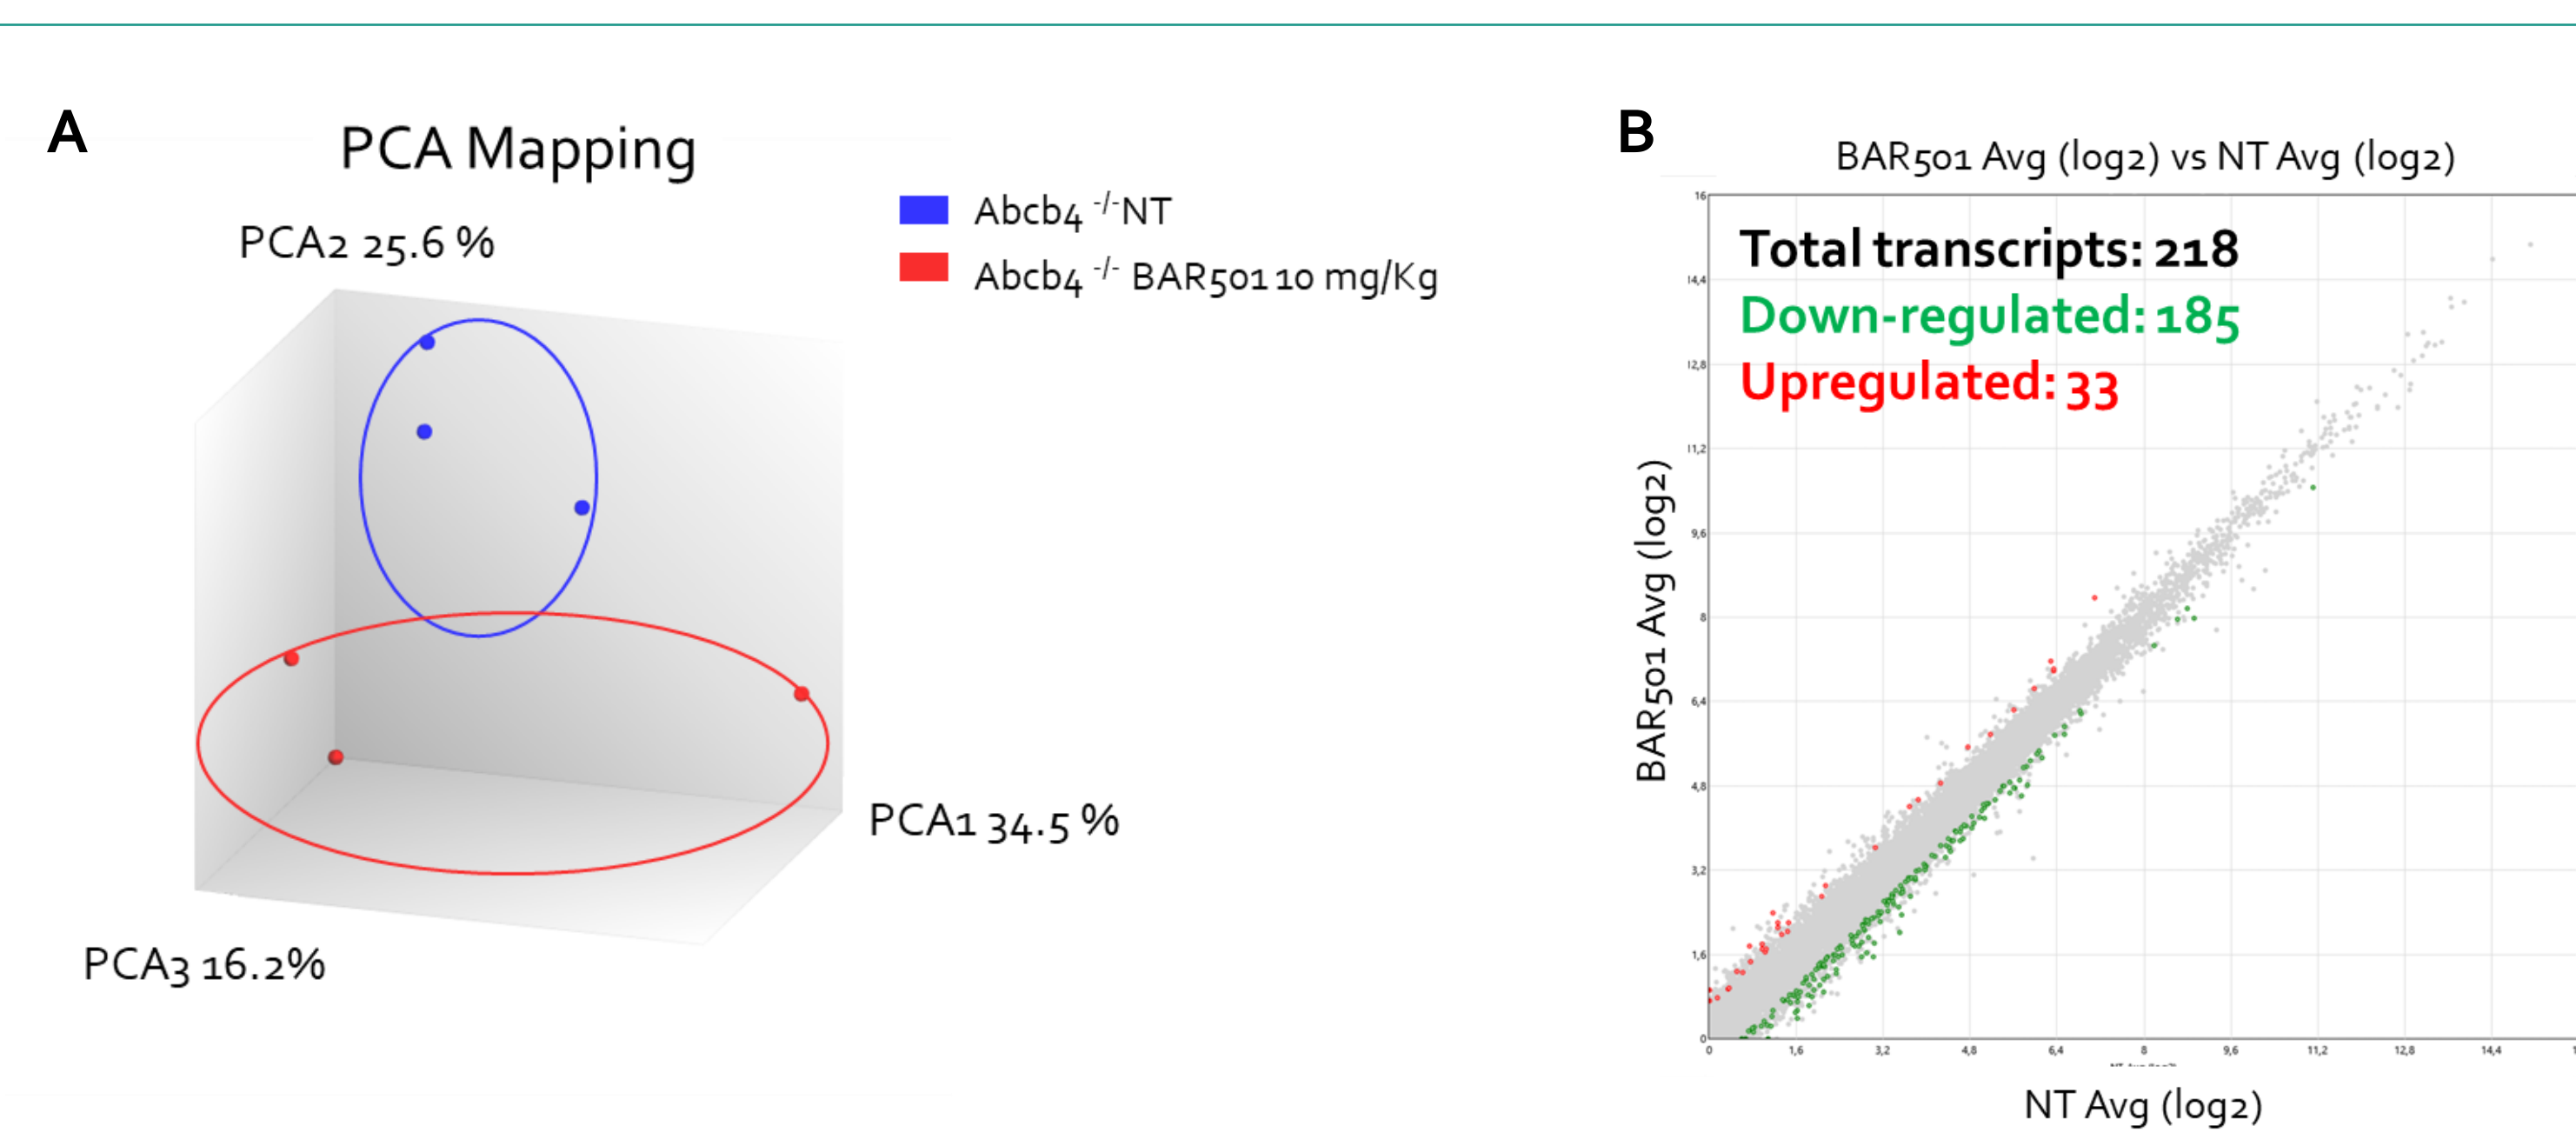 A
PCA Mapping
PCA2 25.6 %
Abcb4 -/-NT
Abcb4 -/- BAR501 10 mg/Kg
PCA1 34.5 %
PCA3 16.2%
B
BAR501 Avg (log2) vs NT Avg (log2)
Total transcripts: 218
Down-regulated: 185
Upregulated: 33
BAR501 Avg (log2)
16
14,4
12,8
11,2
9,6
8
6,4
4,8
3,2
1,6
0
0 1,6 3,2 4,8 6,4 8 9,6 11,2 12,8 14,4
NT Avg (log2)